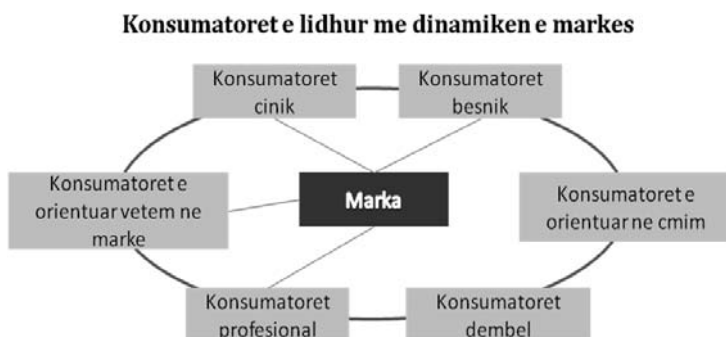 Konsumatoret e lidhur me dinamiken e markes
Konsumatoret
cinik
Konsumatoret
besnik
Konsumatoret e
orientuar vetem ne
marke
Marka
Konsumatoret e
orientuar ne cmim
Konsumatoret
profesional
Konsumatoret
dembel